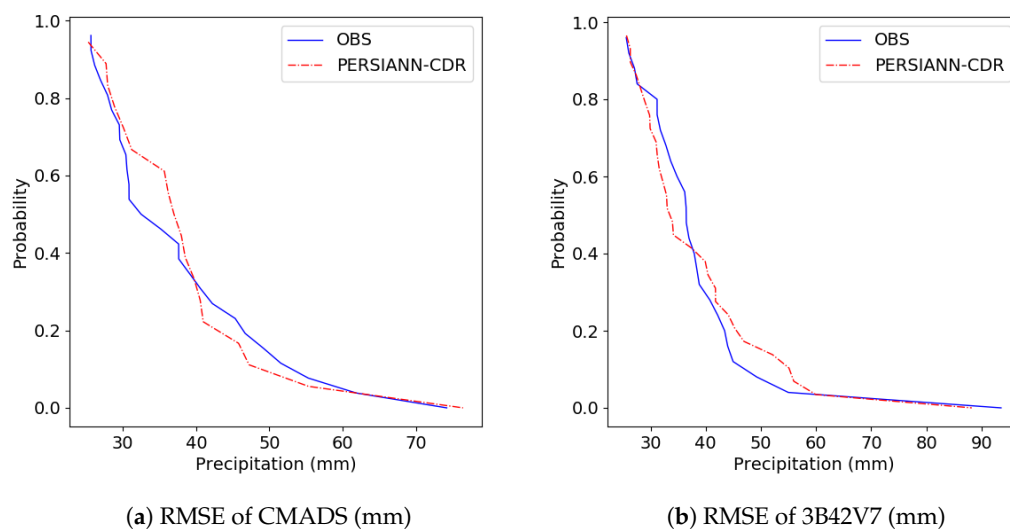 1.0
0.8
0.6
0.4
0.2
0.0
Probability
30 40 50 60 70
Precipitation (mm)
OBS
PERSIANN-CDR
(a) RMSE of CMADS (mm)
1.0
0.8
0.6
0.4
0.2
0.0
Probability
30 40 50 60 70 80 90
Precipitation (mm)
OBS
PERSIANN-CDR
(b) RMSE of 3B42V7 (mm)